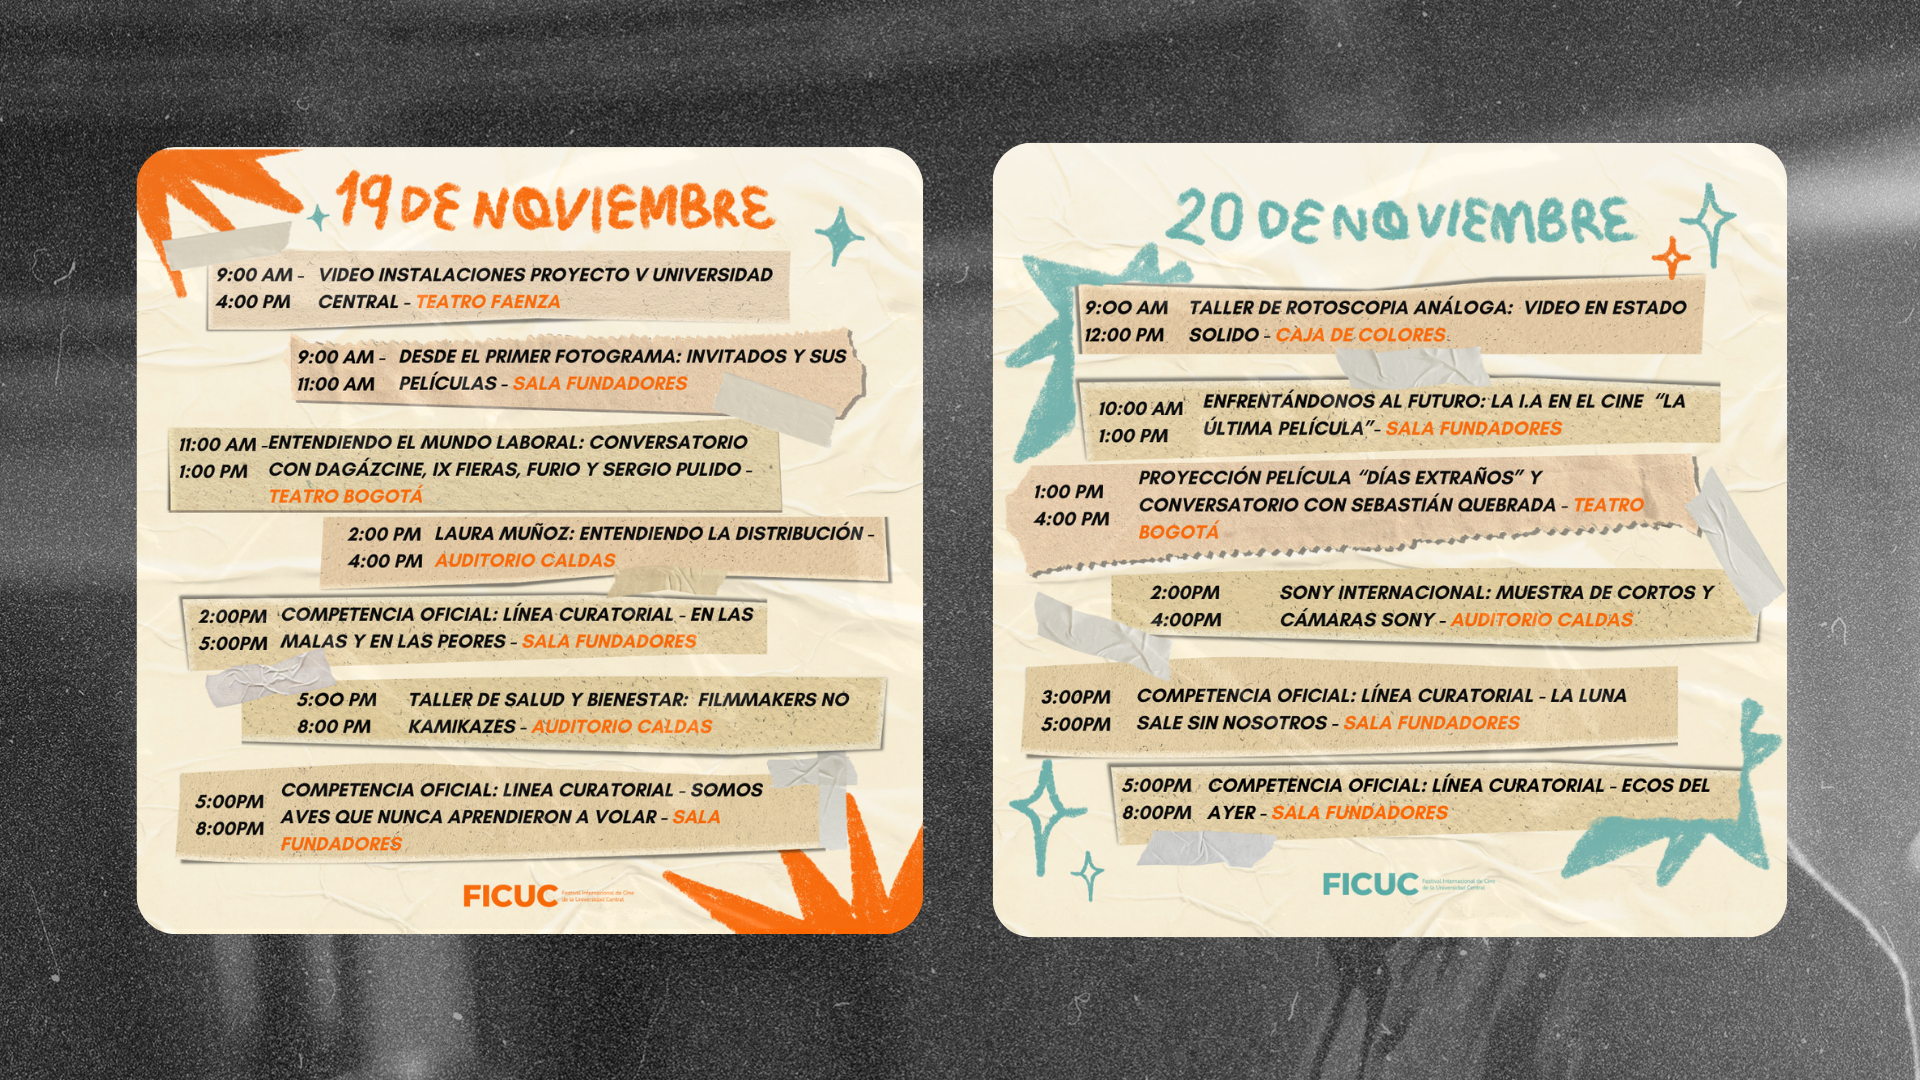 19 DE NOVIEMBRE
9:00 AM - VIDEO INSTALACIONES PROYECTO V UNIVERSIDAD
4:00 PM CENTRAL - TEATRO FAENZA
9:00 AM - DESDE EL PRIMER FOTOGRAMA: INVITADOS Y SUS
11:00 AM PELÍCULAS - SALA FUNDADORES
11:00 AM - ENTENDIENDO EL MUNDO LABORAL: CONVERSATORIO
1:00 PM CON DAGÁZCINE, IX FIERAS, FURIO Y SERGIO PULIDO -
TEATRO BOGOTÁ
2:00 PM LAURA MUÑOZ: ENTENDIENDO LA DISTRIBUCIÓN -
4:00 PM AUDITORIO CALDAS
2:00PM COMPETENCIA OFICIAL: LÍNEA CURATORIAL - EN LAS
5:00PM MALAS Y EN LAS PEORES - SALA FUNDADORES
5:00 PM TALLER DE SALUD Y BIENESTAR: FILMMAKERS NO
8:00 PM KAMIKAZES - AUDITORIO CALDAS
5:00PM COMPETENCIA OFICIAL: LINEA CURATORIAL - SOMOS
8:00PM AVES QUE NUNCA APRENDIERON A VOLAR - SALA
FUNDADORES
FICUC Festival Internacional de Cine
de la Universidad Central
20 DE NOVIEMBRE
9:00 AM TALLER DE ROTOSCOPIA ANÁLOGA: VIDEO EN ESTADO
12:00 PM SOLIDO - CAJA DE COLORES
10:00 AM ENFRENTÁNDONOS AL FUTURO: LA I.A EN EL CINE “LA
1:00 PM ÚLTIMA PELÍCULA”- SALA FUNDADORES
PROYECCIÓN PELÍCULA “DÍAS EXTRAÑOS” Y
1:00 PM CONVERSATORIO CON SEBASTIÁN QUEBRADA - TEATRO
4:00 PM BOGOTÁ
2:00PM SONY INTERNACIONAL: MUESTRA DE CORTOS Y
4:00PM CÁMARAS SONY - AUDITORIO CALDAS
3:00PM COMPETENCIA OFICIAL: LÍNEA CURATORIAL - LA LUNA
5:00PM SALE SIN NOSOTROS - SALA FUNDADORES
5:00PM COMPETENCIA OFICIAL: LÍNEA CURATORIAL - ECOS DEL
8:00PM AYER - SALA FUNDADORES
FICUC Festival Internacional de Cine
de la Universidad Central